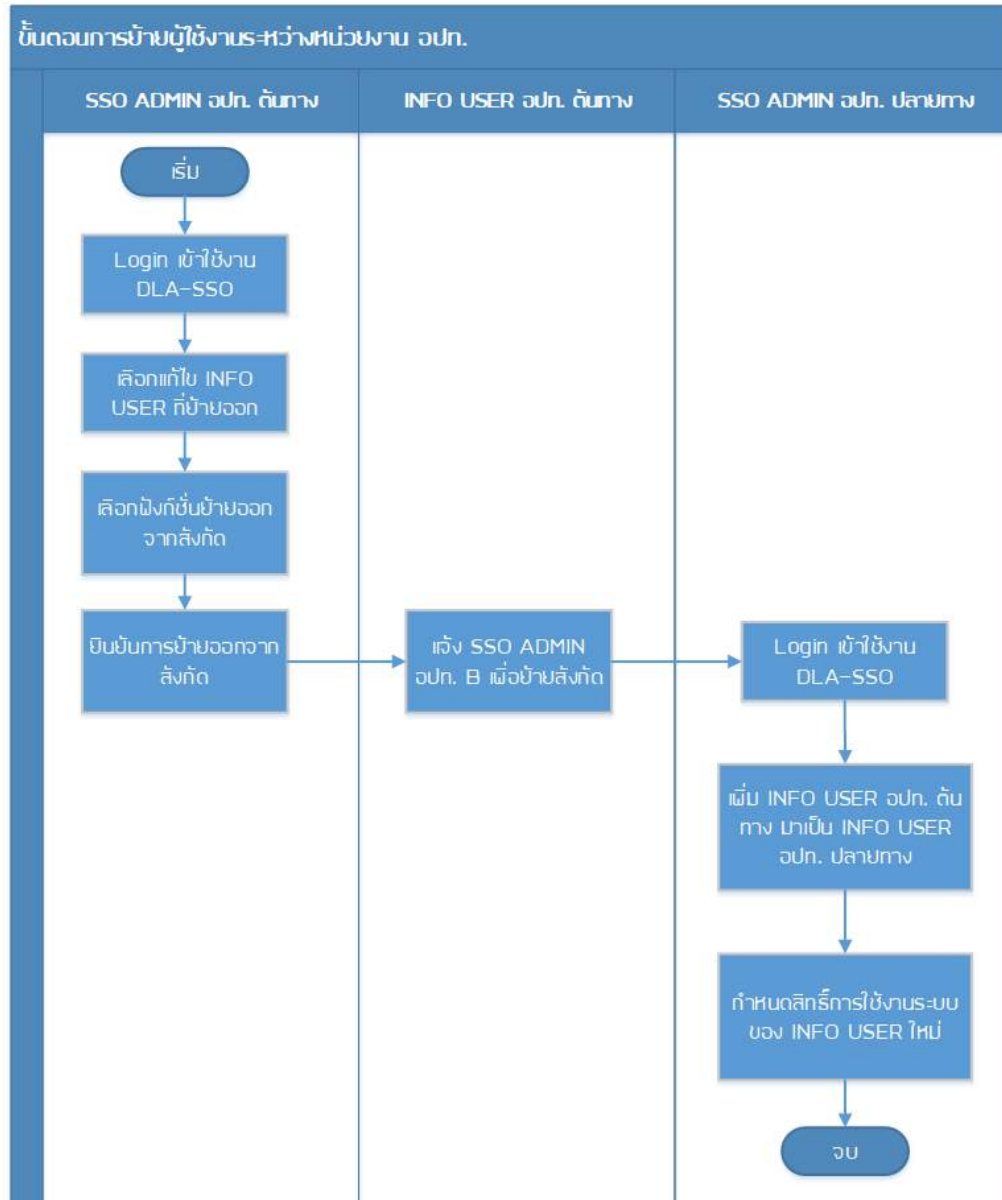 ขั้นตอนการย้ายผู้ใช้งานระหว่างหน่วยงาน อปท.
SSO ADMIN อปท. ต้นทาง
INFO USER อปท. ต้นทาง
SSO ADMIN อปท. ปลายทาง
เริ่ม
Login เข้าใช้งาน
DLA-SSO
เลือกแก้ไข INFO
USER ที่ย้ายออก
เลือกฟังก์ชั่นย้ายออก
จากสังกัด
ยืนยันการย้ายออกจาก
สังกัด
แจ้ง SSO ADMIN
อปท. B เพื่อย้ายสังกัด
Login เข้าใช้งาน
DLA-SSO
เพิ่ม INFO USER อปท. ต้น
ทาง มาเป็น INFO USER
อปท. ปลายทาง
กำหนดสิทธิ์การใช้งานระบบ
ของ INFO USER ใหม่
จบ